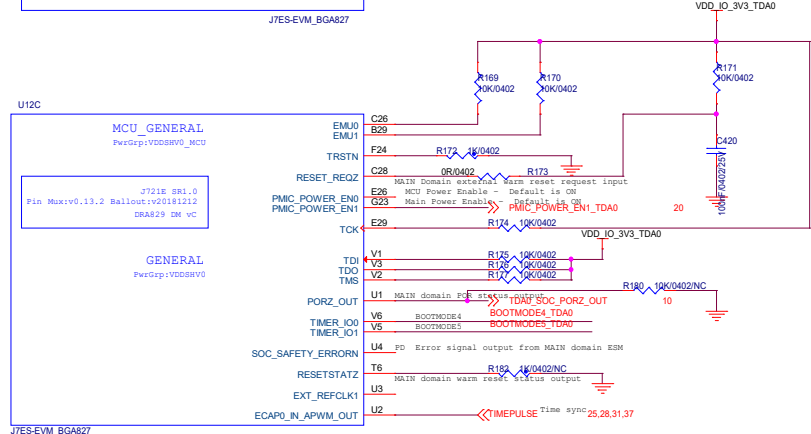 J7ES-EVM_BGA827
VDD_IO_3V3_TDA0
R169
10K/0402
R170
10K/0402
R171
10K/0402
C420
100nF/0402/25V
U12C
MCU_GENERAL
PwrGrp:VDDSHV0_MCU
J721E SR1.0
Pin Mux:v0.13.2 Ballout:v20181212
DRA829 DM vC
GENERAL
PwrGrp:VDDSHV0
EMU0 C26
EMU1 B29
TRSTN F24 R172 1K/0402
RESET_REQZ C28 0R/0402 R173
MAIN Domain external warm reset request input
PMIC_POWER_EN0 E26 MCU Power Enable - Default is ON
PMIC_POWER_EN1 G23 Main Power Enable - Default is ON
PMIC_POWER_EN1_TDA0 20
TCK E29 R174 10K/0402
VDD_IO_3V3_TDA0
TDI V1 R175 10K/0402
TDO V3 R176 10K/0402
TMS V2 R177 10K/0402
R180 10K/0402/NC
PORZ_OUT U1 MAIN domain POR status output
TDA0_SOC_PORZ_OUT 10
TIMER_IO0 V6 BOOTMODE4 BOOTMODE4_TDA0
TIMER_IO1 V5 BOOTMODE5 BOOTMODE5_TDA0
SOC_SAFETY_ERRORN U4 PD Error signal output from MAIN domain ESM
RESETSTATZ T6 R182 1K/0402/NC
MAIN Domain warm reset status output
EXT_REFCLK1 U3
ECAP0_IN_APWM_OUT U2 TIMEPULSE Time sync 25,28,31,37
J7ES-EVM_BGA827